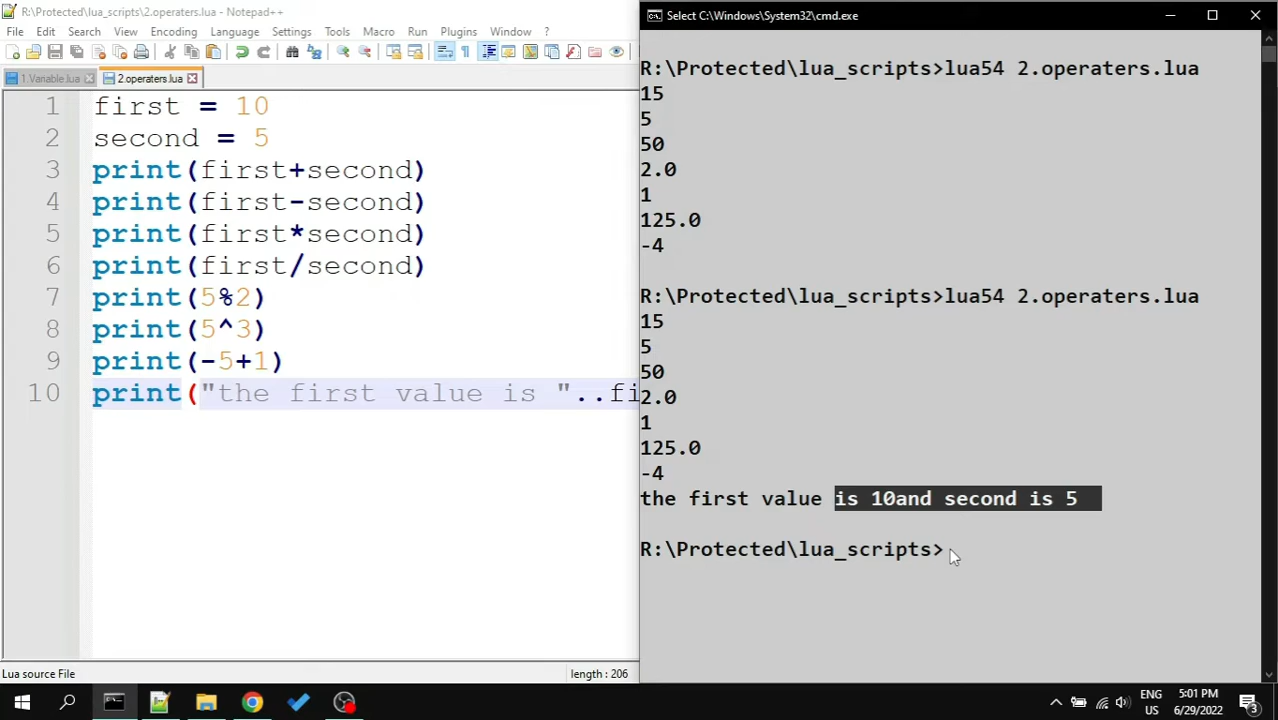 R:\Protected\lua_scripts\2.operaters.lua - Notepad++
File Edit Search View Encoding Language Settings Tools Macro Run Plugins Window ?
1 Variable.lua 2.operaters.lua
1 first = 10
2 second = 5
3 print(first+second)
4 print(first-second)
5 print(first*second)
6 print(first/second)
7 print(5%2)
8 print(5^3)
9 print(-5+1)
10 print("the first value is "..fi
Lua source File length : 206
Select C:\Windows\System32\cmd.exe
R:\Protected\lua_scripts>lua54 2.operaters.lua
15
5
50
2.0
1
125.0
-4
R:\Protected\lua_scripts>lua54 2.operaters.lua
15
5
50
2.0
1
125.0
-4
the first value is 10and second is 5
R:\Protected\lua_scripts>
ENG
US
5:01 PM
6/29/2022
3